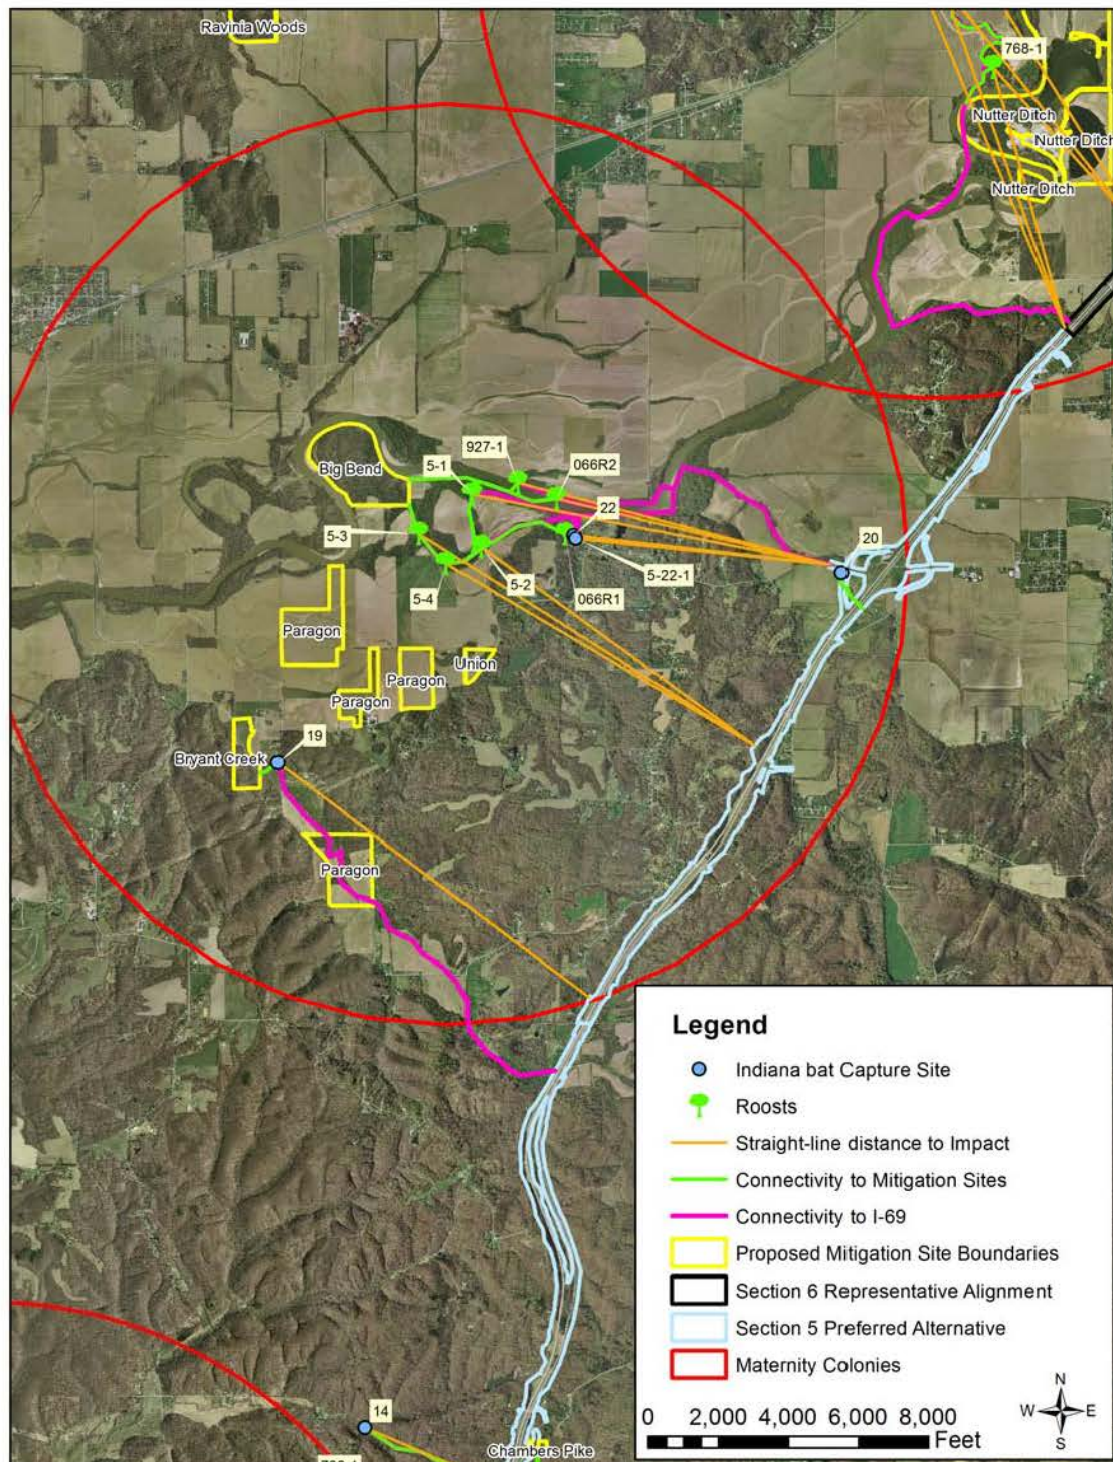 Ravinia Woods
768-1
Nutter Ditch
Nutter Ditch
Nutter Ditch
927-1
5-1
066R2
Big Bend
22
5-3
20
5-4
5-2
066R1
5-22-1
Paragon
Union
Paragon
Paragon
19
Bryant Creek
Paragon
14
Chambers Pike
Legend
Indiana bat Capture Site
Roosts
Straight-line distance to Impact
Connectivity to Mitigation Sites
Connectivity to I-69
Proposed Mitigation Site Boundaries
Section 6 Representative Alignment
Section 5 Preferred Alternative
Maternity Colonies
N
W E
S
0 2,000 4,000 6,000 8,000
Feet